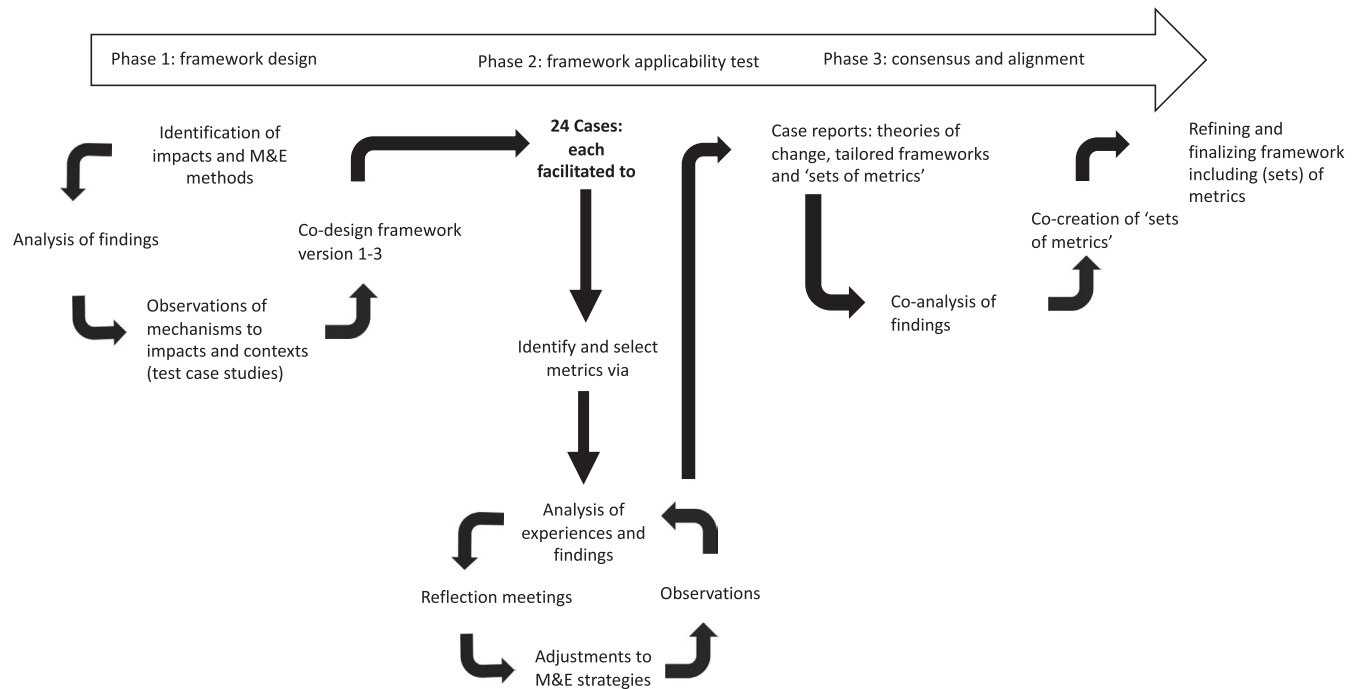 Phase 1: framework design
Phase 2: framework applicability test
Phase 3: consensus and alignment
Identification of
impacts and M&E
methods
Analysis of findings
Observations of
mechanisms to
impacts and contexts
(test case studies)
Co-design framework
version 1-3
24 Cases:
each
facilitated to
Identify and select
metrics via
Analysis of
experiences and
findings
Reflection meetings
Adjustments to
M&E strategies
Observations
Case reports: theories of
change, tailored frameworks
and ‘sets of metrics’
Co-analysis of
findings
Co-creation of ‘sets
of metrics’
Refining and
finalizing framework
including (sets) of
metrics